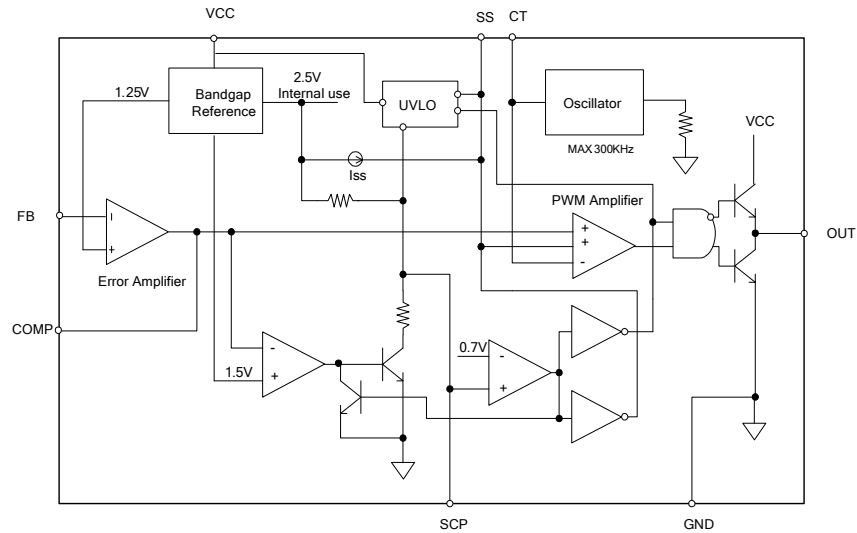 VCC
SS
CT
1.25V
Bandgap
Reference
2.5V
Internal use
UVLO
Oscillator
MAX 300KHz
VCC
Iss
PWM Amplifier
FB
-
+
Error Amplifier
+
+
-
OUT
COMP
-
+
1.5V
0.7V
-
+
SCP
GND